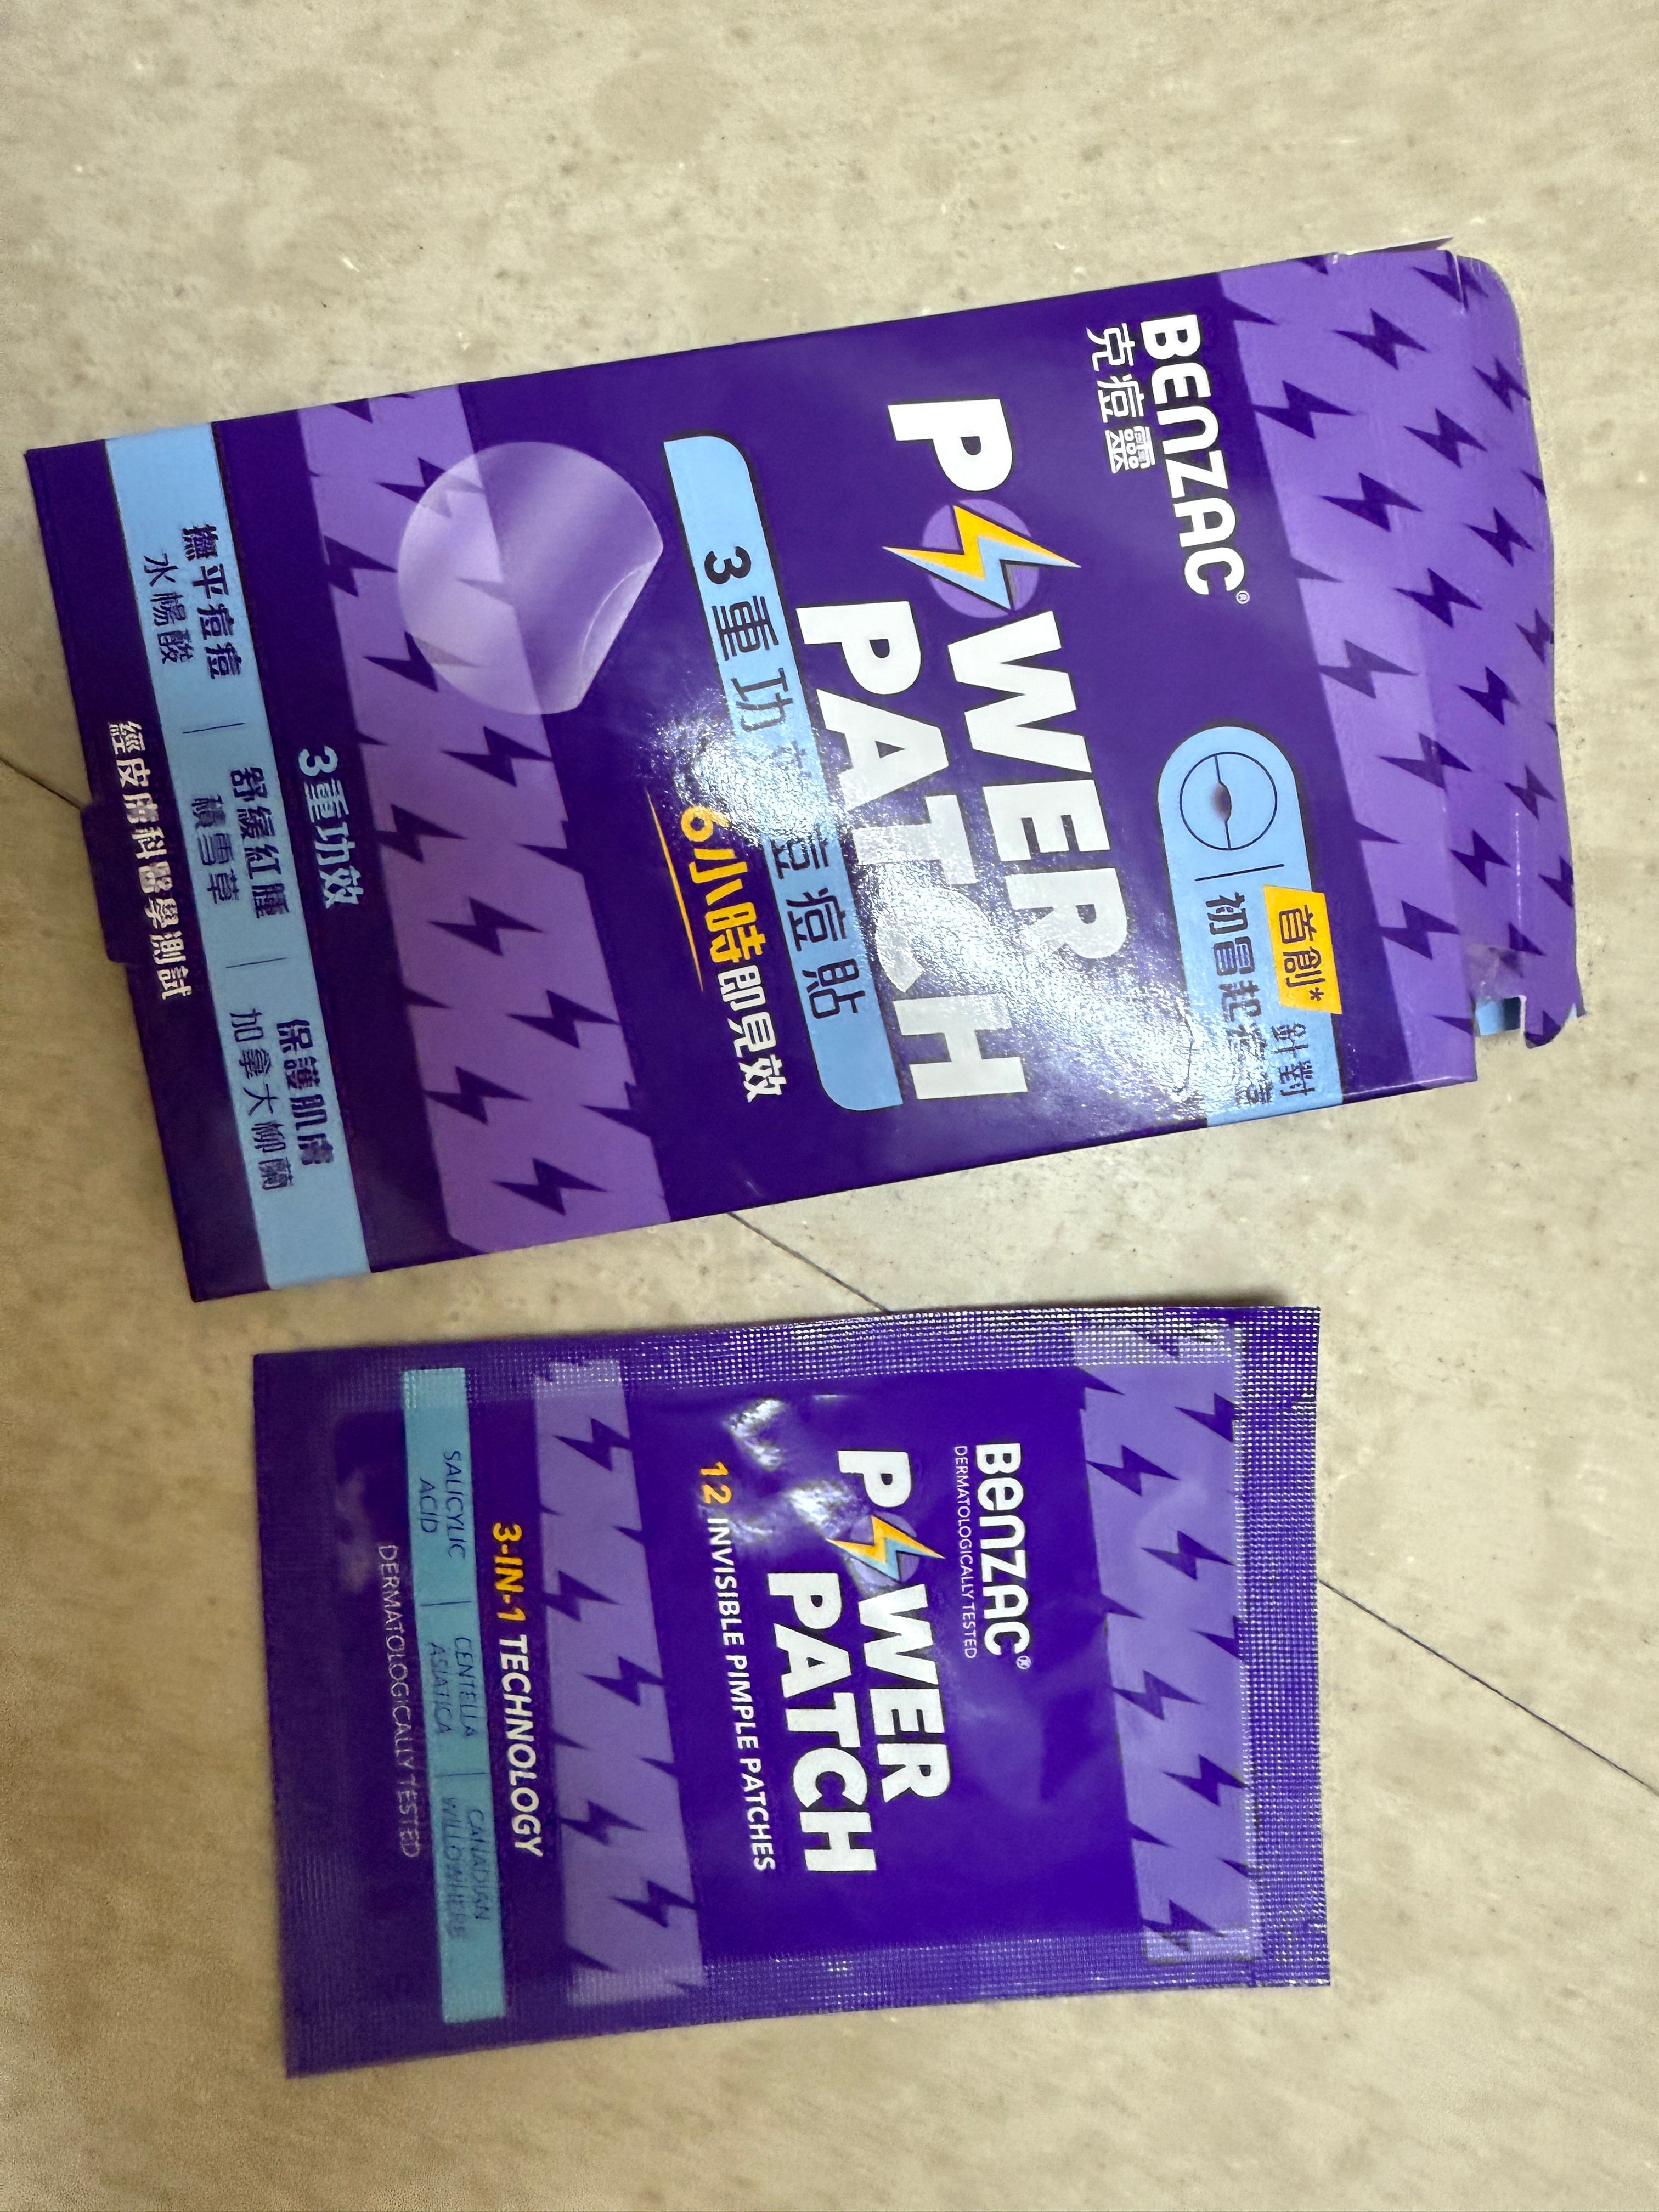 BENZAC®
克痘靈
首創*
針對
初冒起
POWER
PATCH
3重功
痘痘貼
6小時即見效
3重功效
撫平痘痘
水楊酸
舒緩紅腫
積雪草
保護肌膚
加拿大柳蘭
經皮膚科醫學測試
BENZAC®
DERMATOLOGICALLY TESTED
POWER
PATCH
12 INVISIBLE PIMPLE PATCHES
3-IN-1 TECHNOLOGY
SALICYLIC
ACID
CENTELLA
ASIATICA
CANADIAN
WILLOWHERB
DERMATOLOGICALLY TESTED